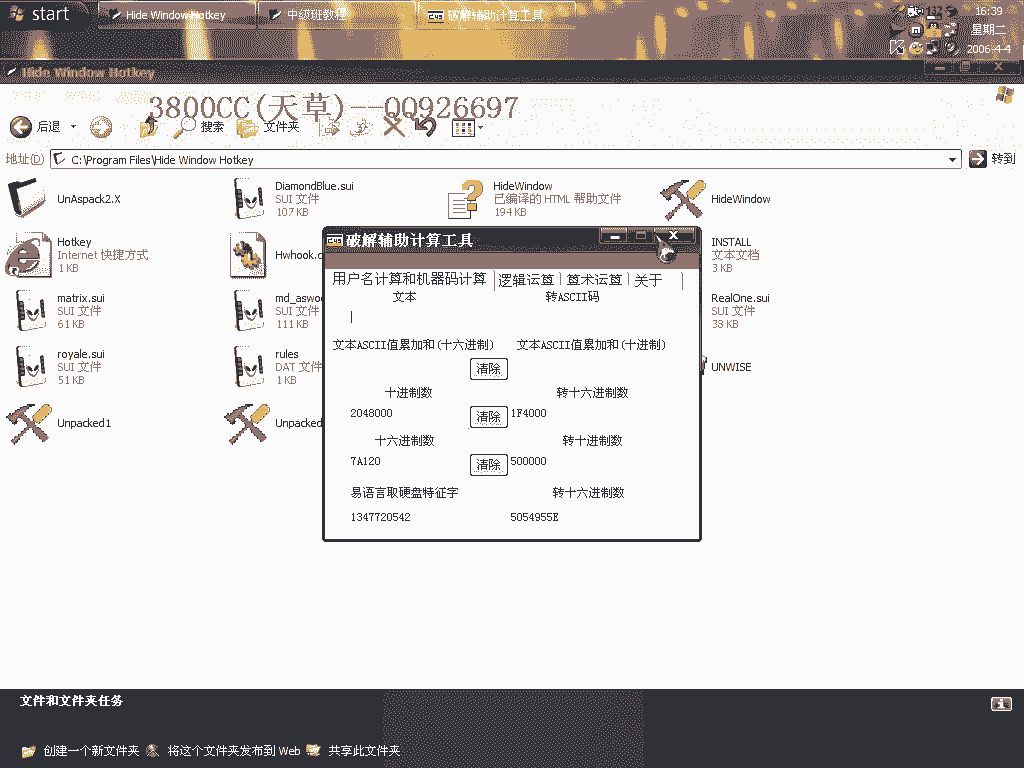 start
Hide Window Hotkey
中级班教程
破解辅助计算工具
132
16:39
星期二
2006-4-4
Hide Window Hotkey
3800CC(天草)--QQ926697
后退
搜索
文件夹
地址(D)
C:\Program Files\Hide Window Hotkey
转到
UnAspack2.X
DiamondBlue.sui
SUI 文件
107 KB
HideWindow
已编译的 HTML 帮助文件
194 KB
HideWindow
Hotkey
Internet 快捷方式
1 KB
Hwhook.
INSTALL
文本文档
3 KB
matrix.sui
SUI 文件
61 KB
md_aswo
SUI 文件
111 KB
RealOne.sui
SUI 文件
38 KB
royale.sui
SUI 文件
51 KB
rules
DAT 文件
1 KB
UNWISE
Unpacked1
Unpacked
破解辅助计算工具
用户名计算和机器码计算
逻辑运算
算术运算
关于
文本
转ASCII码
文本ASCII值累加和(十六进制)
文本ASCII值累加和(十进制)
清除
十进制数
转十六进制数
2048000
清除
1F4000
十六进制数
转十进制数
7A120
清除
500000
易语言取硬盘特征字
转十六进制数
1347720542
5054955E
文件和文件夹任务
创建一个新文件夹
将这个文件夹发布到 Web
共享此文件夹